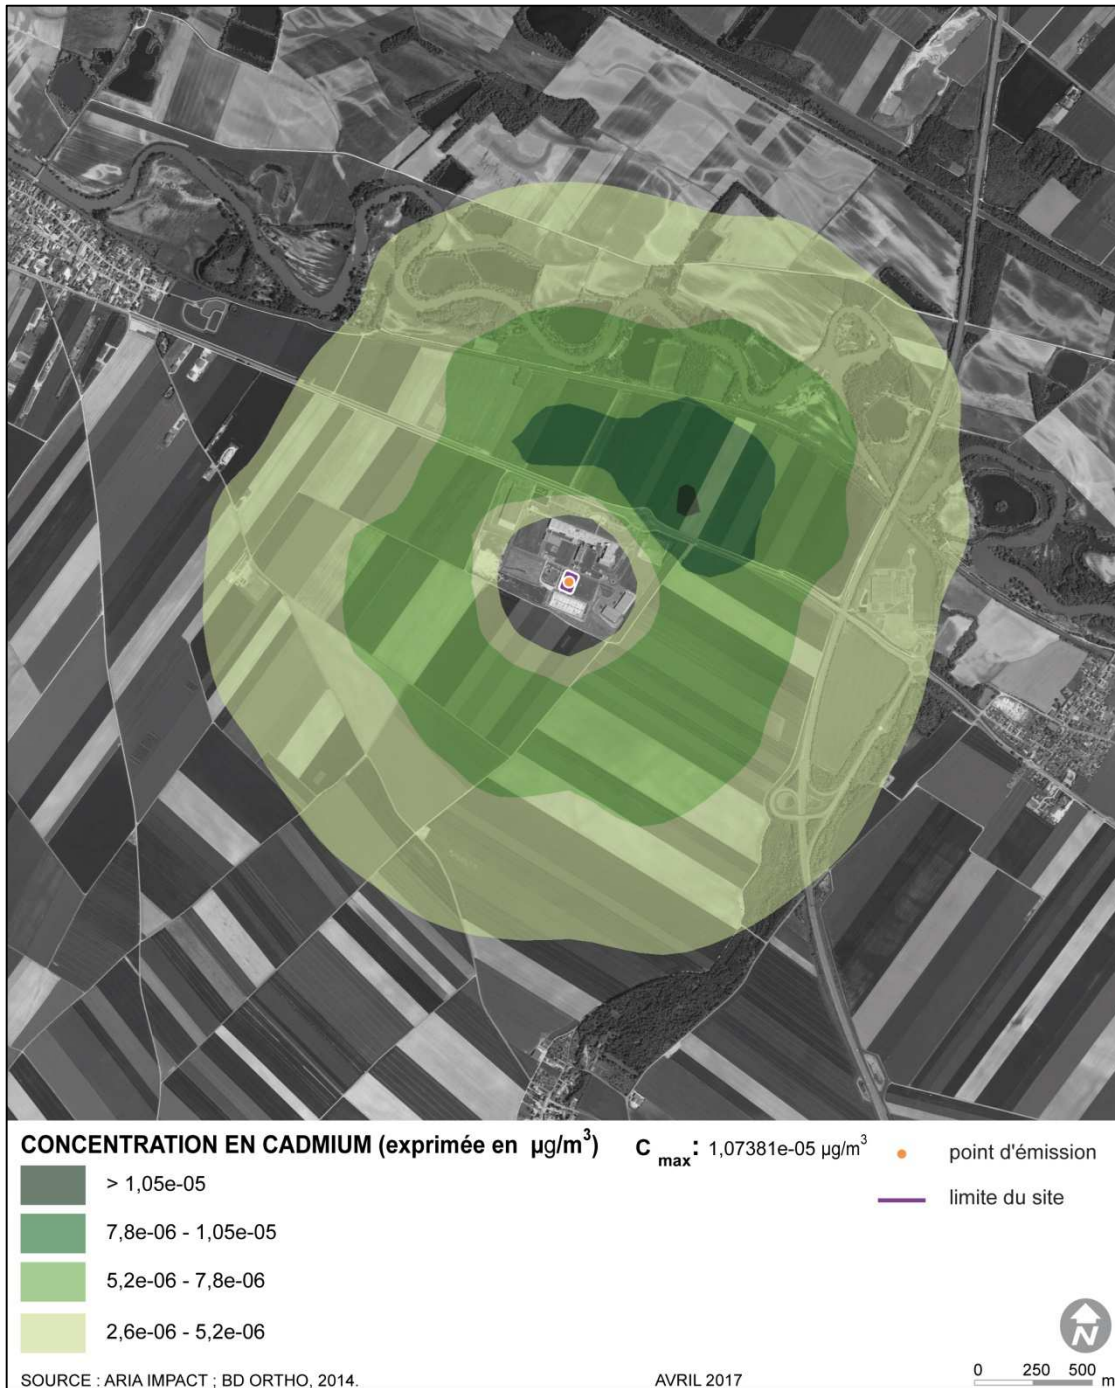 CONCENTRATION EN CADMIUM (exprimée en µg/m³)
C max : 1,07381e-05 µg/m³
point d'émission
limite du site
> 1,05e-05
7,8e-06 - 1,05e-05
5,2e-06 - 7,8e-06
2,6e-06 - 5,2e-06
N
SOURCE : ARIA IMPACT ; BD ORTHO, 2014.
AVRIL 2017
0 250 500 m